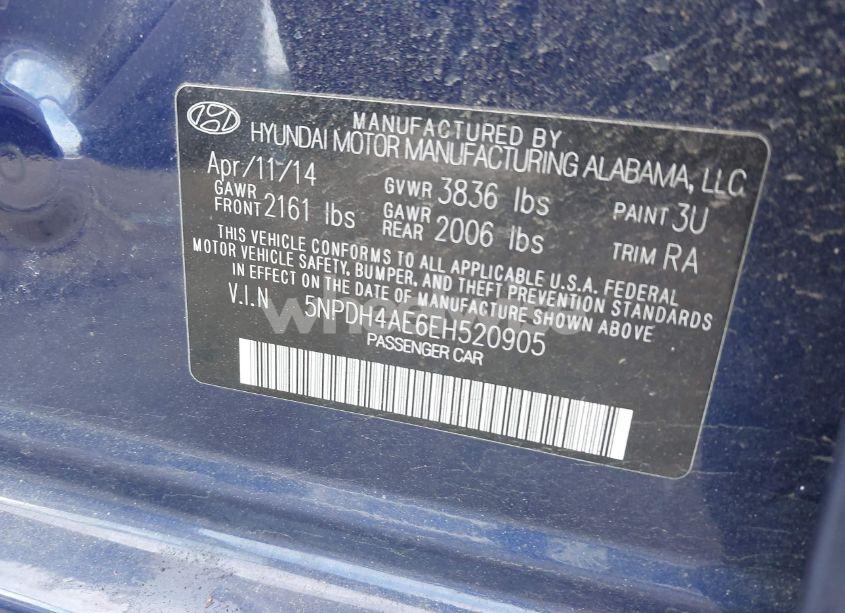 MANUFACTURED BY
HYUNDAI MOTOR MANUFACTURING ALABAMA, LLC
Apr/11/14 GVWR 3836 lbs PAINT 3U
GAWR FRONT 2161 lbs GAWR REAR 2006 lbs TRIM RA
THIS VEHICLE CONFORMS TO ALL APPLICABLE U.S.A. FEDERAL
MOTOR VEHICLE SAFETY, BUMPER, AND THEFT PREVENTION STANDARDS
IN EFFECT ON THE DATE OF MANUFACTURE SHOWN ABOVE
V.I.N 5NPDH4AE6EH520905
PASSENGER CAR